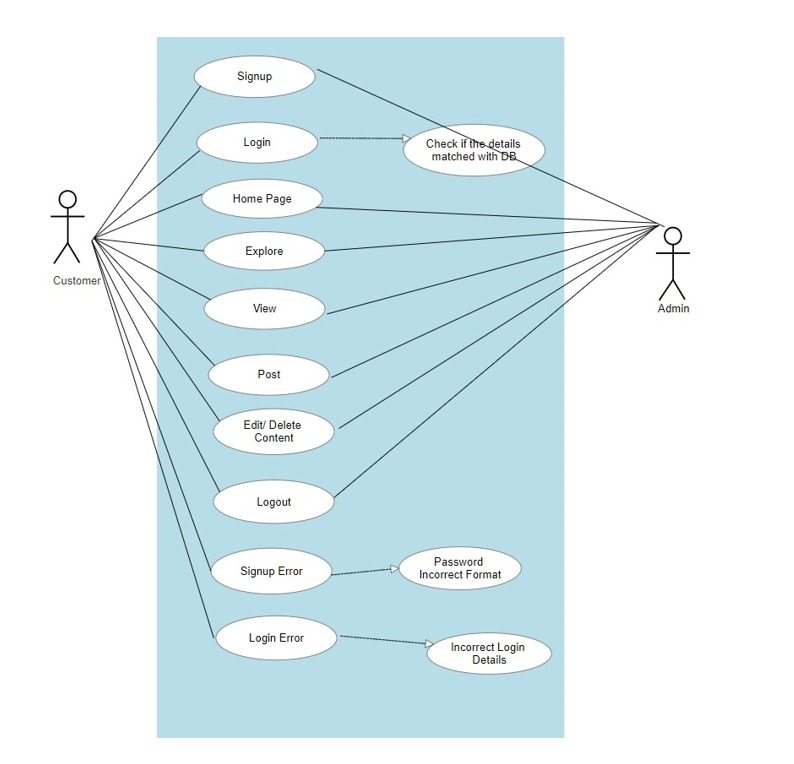 Signup
Login
Check if the details
matched with DB
Home Page
Explore
Customer
View
Admin
Post
Edit/ Delete
Content
Logout
Signup Error
Password
Incorrect Format
Login Error
Incorrect Login
Details